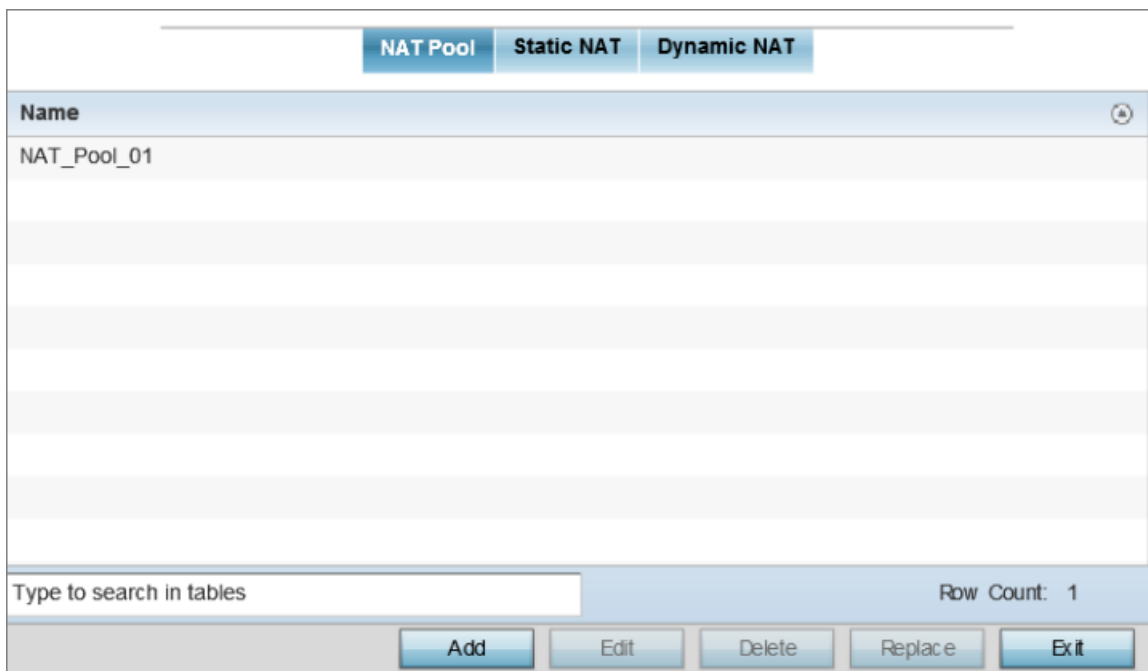 NAT Pool Static NAT Dynamic NAT
Name
NAT_Pool_01
Type to search in tables Row Count: 1
Add Edit Delete Replace Exit